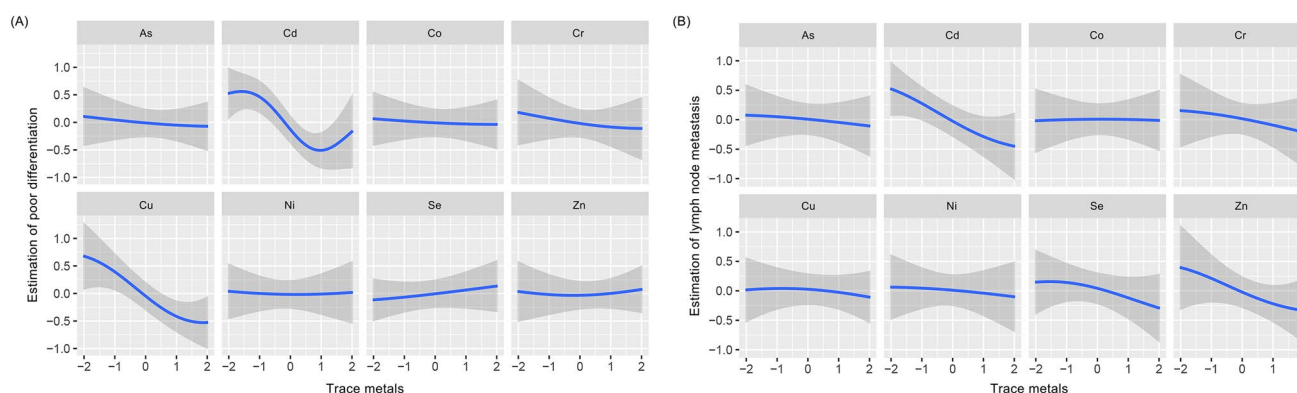 (A)
As Cd Co Cr
1.0
0.5
0.0
−0.5
−1.0
Cu Ni Se Zn
1.0
0.5
0.0
−0.5
−1.0
−2 −1 0 1 2 −2 −1 0 1 2 −2 −1 0 1 2 −2 −1 0 1 2
Trace metals
Estimation of poor differentiation
(B)
As Cd Co Cr
1.0
0.5
0.0
−0.5
−1.0
Cu Ni Se Zn
1.0
0.5
0.0
−0.5
−1.0
−2 −1 0 1 2 −2 −1 0 1 2 −2 −1 0 1 2 −2 −1 0 1
Trace metals
Estimation of lymph node metastasis